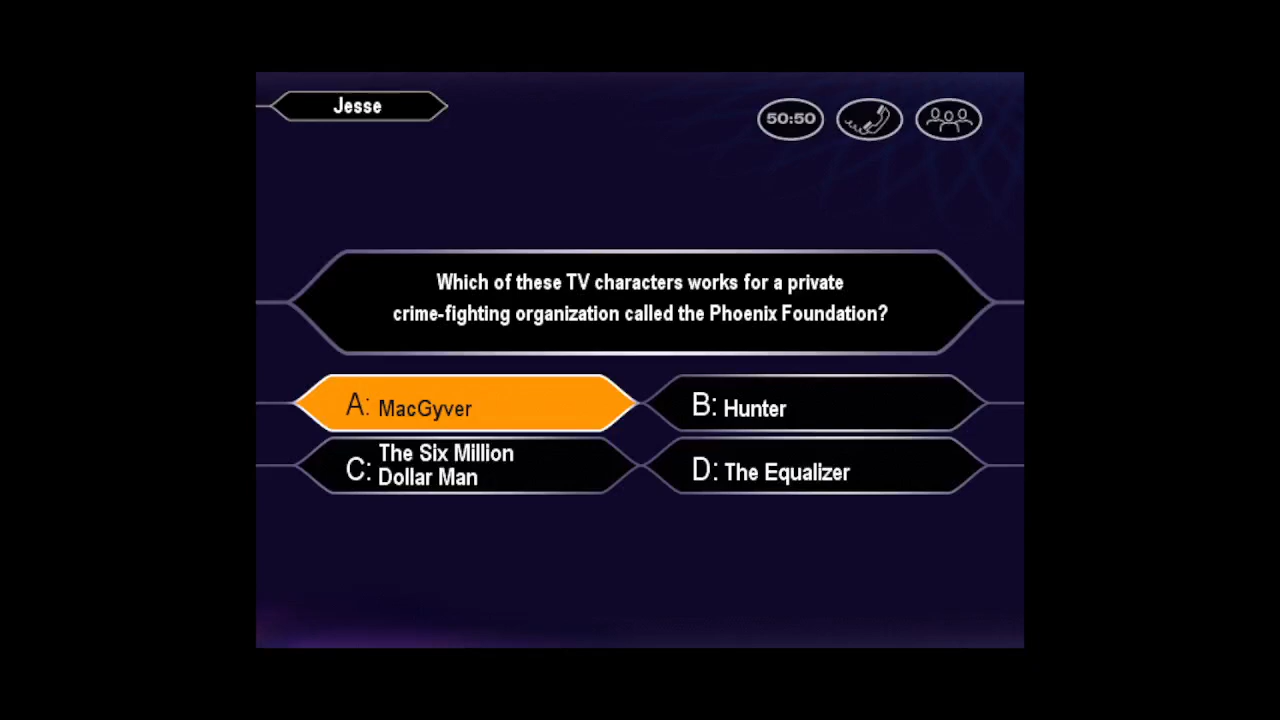 Jesse
50:50
Which of these TV characters works for a private
crime-fighting organization called the Phoenix Foundation?
A: MacGyver
B: Hunter
C: The Six Million
Dollar Man
D: The Equalizer